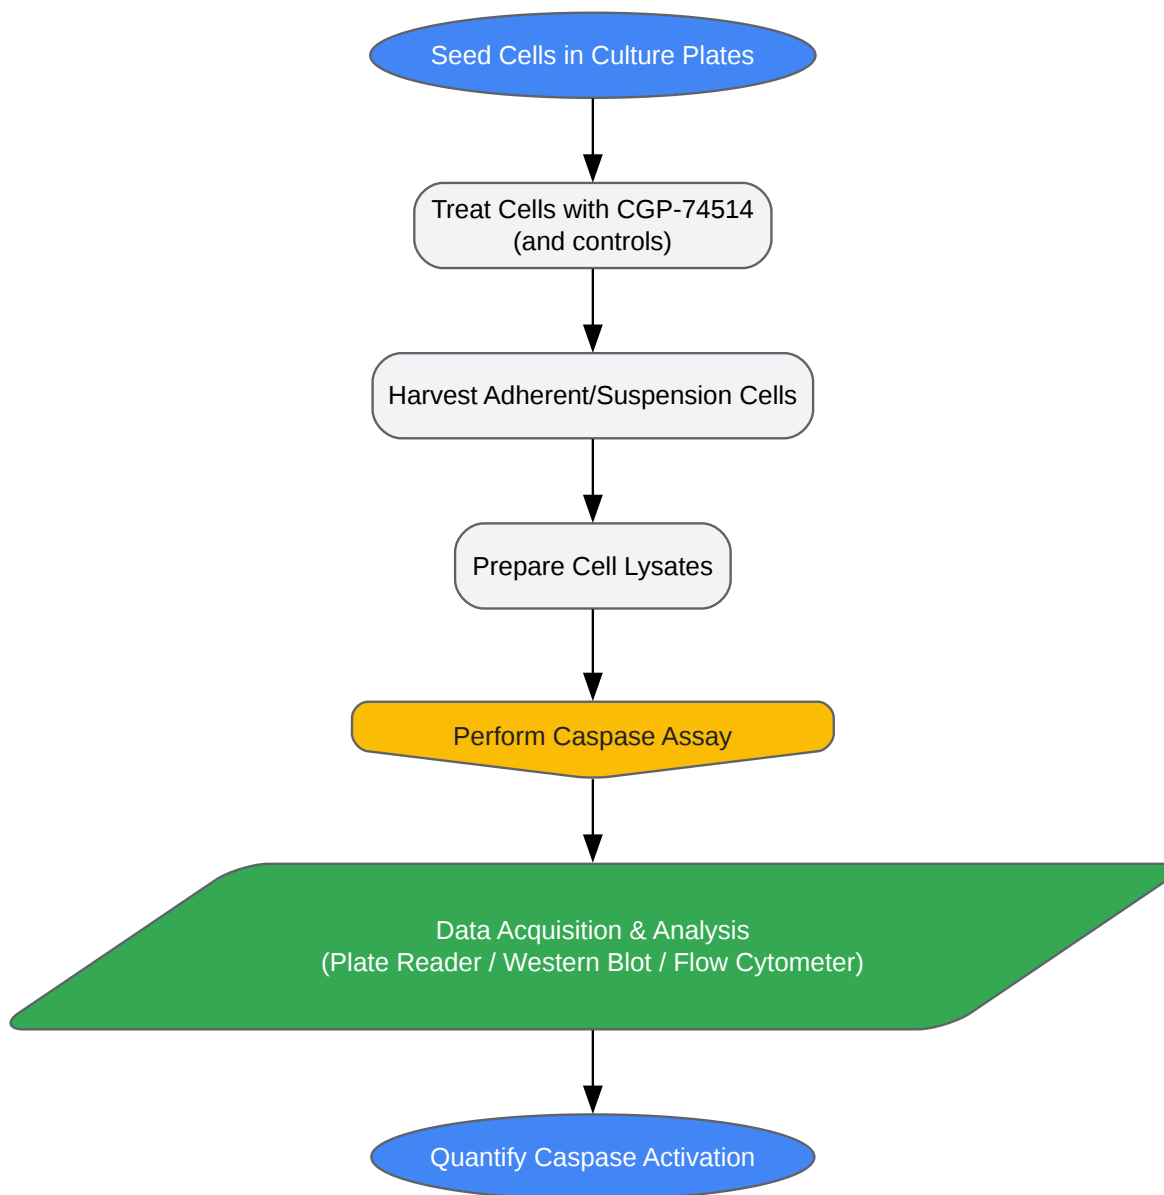 Seed Cells in Culture Plates
Treat Cells with CGP-74514
(and controls)
Harvest Adherent/Suspension Cells
Prepare Cell Lysates
Perform Caspase Assay
Data Acquisition & Analysis
(Plate Reader / Western Blot / Flow Cytometer)
Quantify Caspase Activation